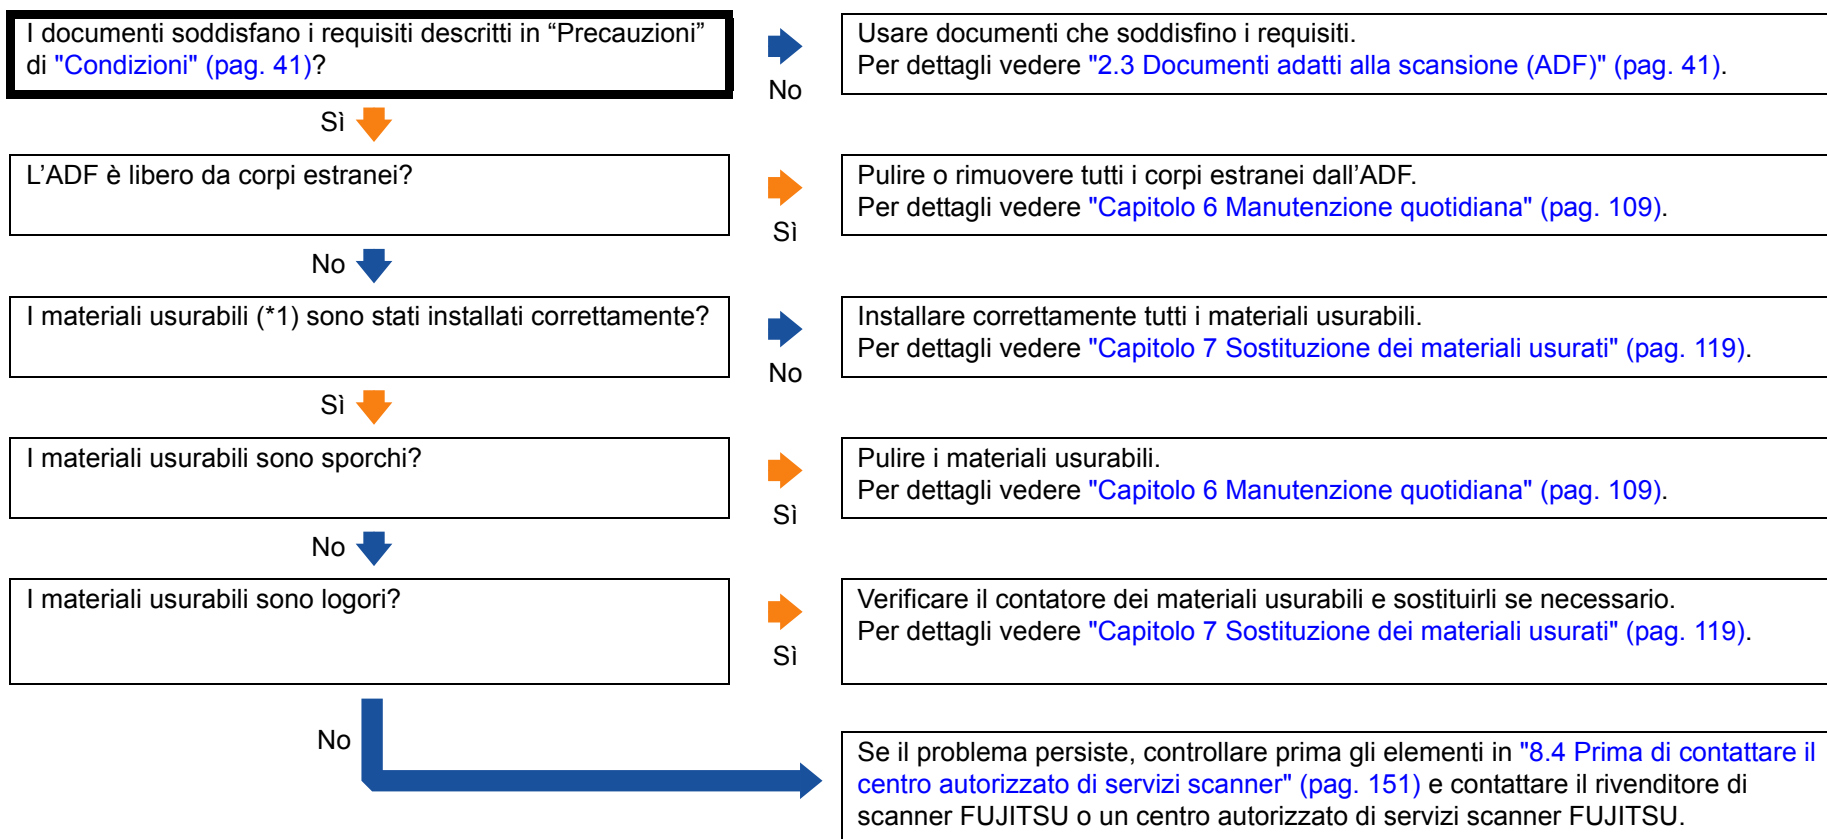 I documenti soddisfano i requisiti descritti in “Precauzioni”
di "Condizioni" (pag. 41)?
No
Usare documenti che soddisfino i requisiti.
Per dettagli vedere "2.3 Documenti adatti alla scansione (ADF)" (pag. 41).
Sì
L’ADF è libero da corpi estranei?
Sì
Pulire o rimuovere tutti i corpi estranei dall’ADF.
Per dettagli vedere "Capitolo 6 Manutenzione quotidiana" (pag. 109).
No
I materiali usurabili (*1) sono stati installati correttamente?
No
Installare correttamente tutti i materiali usurabili.
Per dettagli vedere "Capitolo 7 Sostituzione dei materiali usurati" (pag. 119).
Sì
I materiali usurabili sono sporchi?
Sì
Pulire i materiali usurabili.
Per dettagli vedere "Capitolo 6 Manutenzione quotidiana" (pag. 109).
No
I materiali usurabili sono logori?
Sì
Verificare il contatore dei materiali usurabili e sostituirli se necessario.
Per dettagli vedere "Capitolo 7 Sostituzione dei materiali usurati" (pag. 119).
No
Se il problema persiste, controllare prima gli elementi in "8.4 Prima di contattare il
centro autorizzato di servizi scanner" (pag. 151) e contattare il rivenditore di
scanner FUJITSU o un centro autorizzato di servizi scanner FUJITSU.